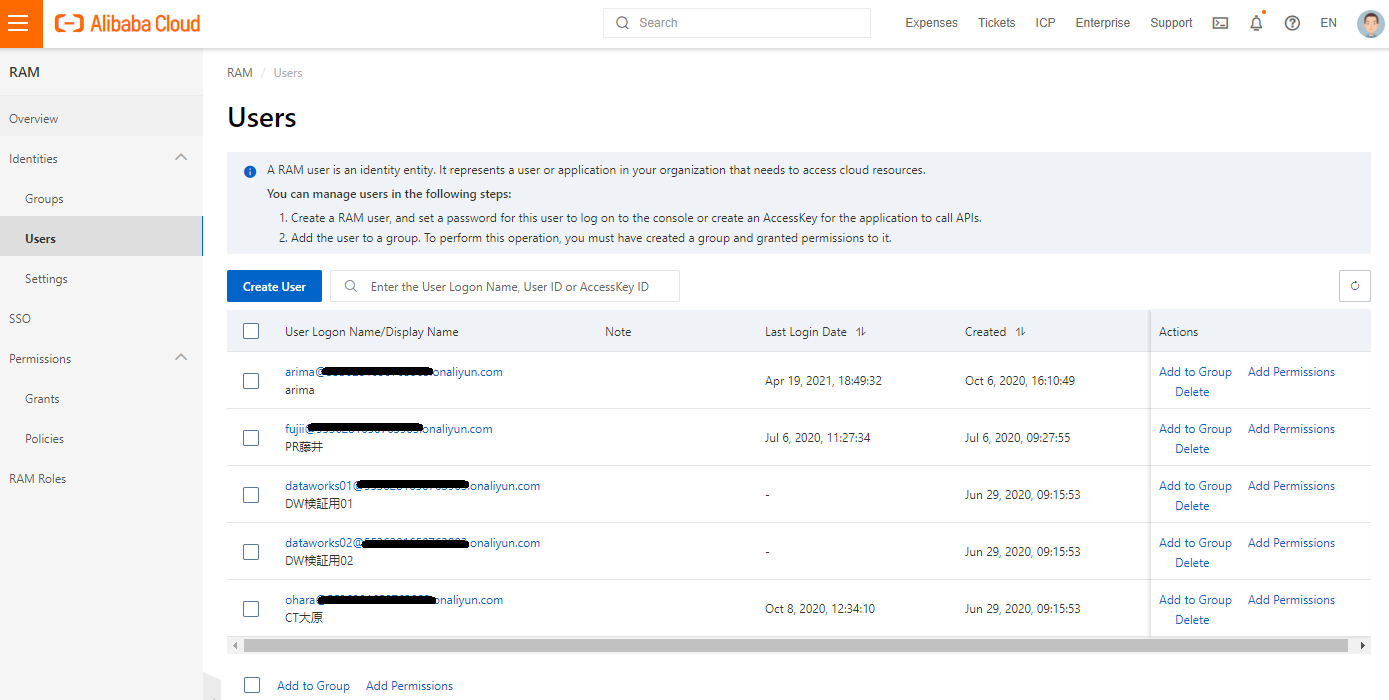 Alibaba Cloud
Search
Expenses Tickets ICP Enterprise Support EN
RAM
Overview
Identities
Groups
Users
Settings
SSO
Permissions
Grants
Policies
RAM Roles
RAM / Users
Users
A RAM user is an identity entity. It represents a user or application in your organization that needs to access cloud resources.
You can manage users in the following steps:
1. Create a RAM user, and set a password for this user to log on to the console or create an AccessKey for the application to call APIs.
2. Add the user to a group. To perform this operation, you must have created a group and granted permissions to it.
Create User Enter the User Logon Name, User ID or AccessKey ID
User Logon Name/Display Name Note Last Login Date Created Actions
arima@ onaliyun.com
arima
Apr 19, 2021, 18:49:32 Oct 6, 2020, 16:10:49
Add to Group Add Permissions
Delete
fujii@ onaliyun.com
PR藤井
Jul 6, 2020, 11:27:34 Jul 6, 2020, 09:27:55
Add to Group Add Permissions
Delete
dataworks01@ onaliyun.com
DW検証用01
- Jun 29, 2020, 09:15:53
Add to Group Add Permissions
Delete
dataworks02@ onaliyun.com
DW検証用02
- Jun 29, 2020, 09:15:53
Add to Group Add Permissions
Delete
ohara@ onaliyun.com
CT大原
Oct 8, 2020, 12:34:10 Jun 29, 2020, 09:15:53
Add to Group Add Permissions
Delete
Add to Group Add Permissions